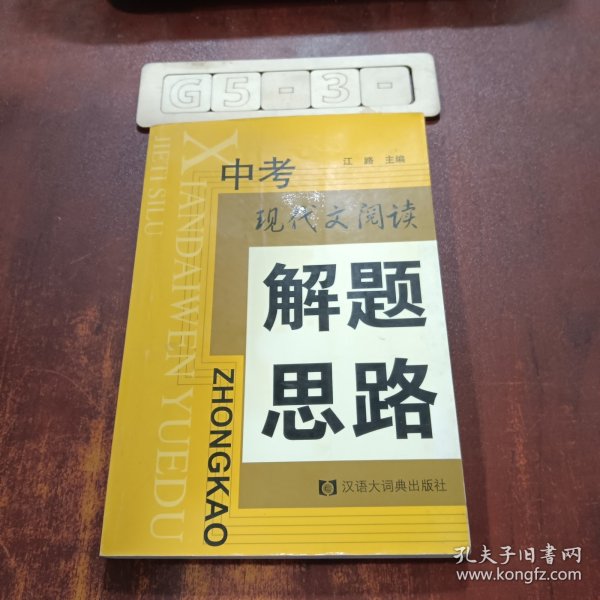 G5-3-
江路 主编
中考
现代文阅读
解题
思路
XIANDAIWEN YUEDU
JIETI SILU
ZHONGKAO
汉语大词典出版社
孔夫子旧书网
www.kongfz.com